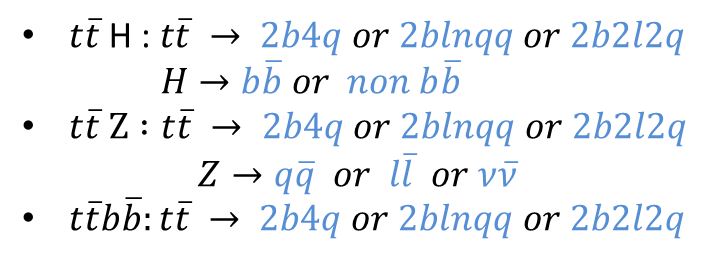 • tt̄ H : tt̄ → 2b4q or 2blnqq or 2b2l2q
H → bb̄ or non bb̄
• tt̄ Z : tt̄ → 2b4q or 2blnqq or 2b2l2q
Z → qq̄ or ll̄ or νν̄
• tt̄bb̄: tt̄ → 2b4q or 2blnqq or 2b2l2q